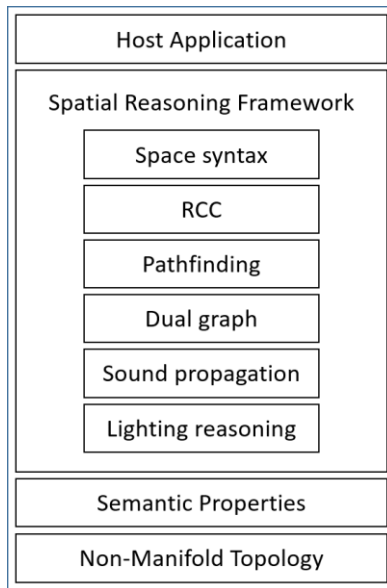 Host Application
Spatial Reasoning Framework
Space syntax
RCC
Pathfinding
Dual graph
Sound propagation
Lighting reasoning
Semantic Properties
Non-Manifold Topology